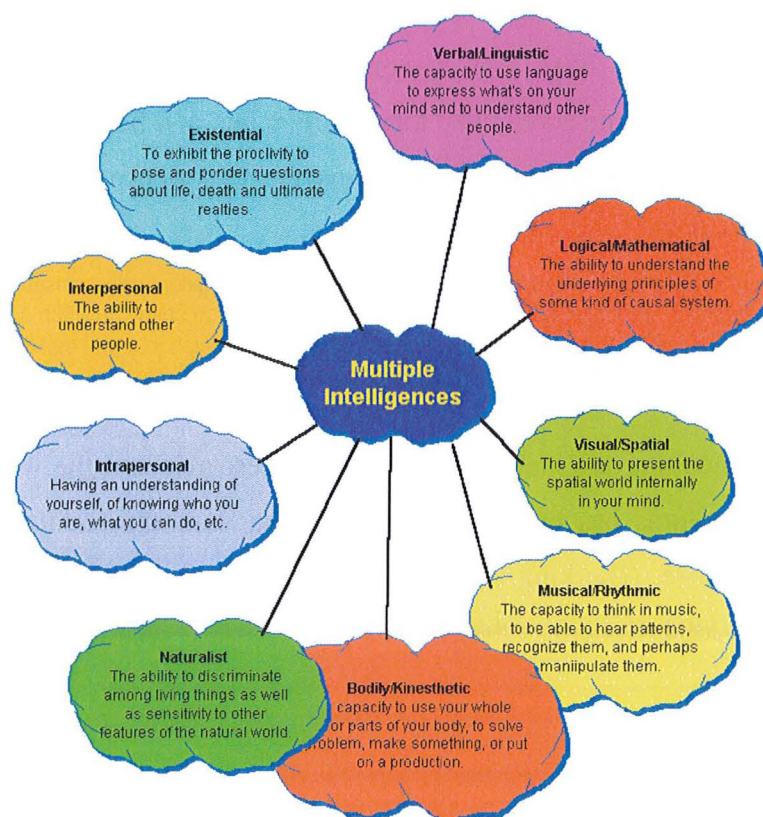 Verbal/Linguistic
The capacity to use language
to express what's on your
mind and to understand other
people.
Existential
To exhibit the proclivity to
pose and ponder questions
about life, death and ultimate
realties.
Logical/Mathematical
The ability to understand the
underlying principles of
some kind of causal system.
Interpersonal
The ability to
understand other
people.
Multiple
Intelligences
Visual/Spatial
The ability to present the
spatial world internally
in your mind.
Intrapersonal
Having an understanding of
yourself, of knowing who you
are, what you can do, etc.
Musical/Rhythmic
The capacity to think in music,
to be able to hear patterns,
recognize them, and perhaps
maniipulate them.
Naturalist
The ability to discriminate
among living things as well
as sensitivity to other
features of the natural world.
Bodily/Kinesthetic
capacity to use your whole
or parts of your body, to solve
make something, or put
on a production.